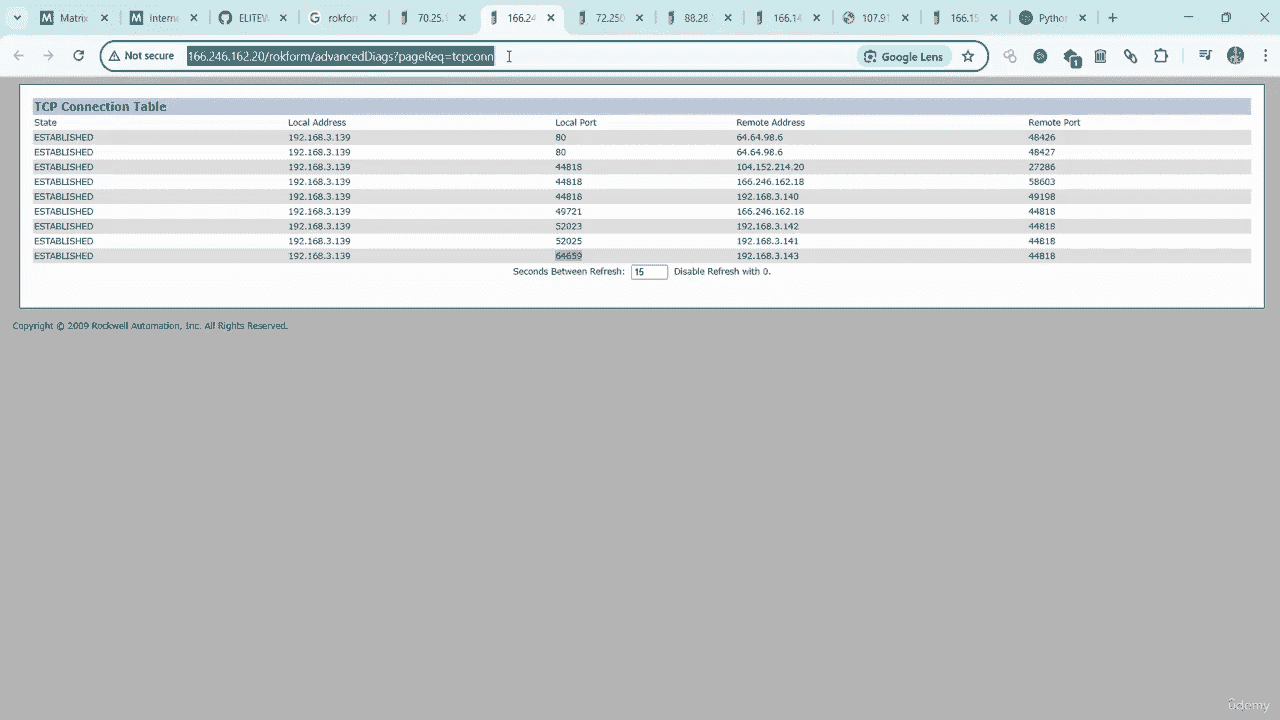 Matrix
Interne
ELITEW
rokforr
70.25.
166.24
72.250
88.28.
166.14
107.91
166.15
Python
Not secure
166.246.162.20/rokform/advancedDiags?pageReq=tcpconn
Google Lens
1
TCP Connection Table
State Local Address Local Port Remote Address Remote Port
ESTABLISHED 192.168.3.139 80 64.64.98.6 48426
ESTABLISHED 192.168.3.139 80 64.64.98.6 48427
ESTABLISHED 192.168.3.139 44818 104.152.214.20 27286
ESTABLISHED 192.168.3.139 44818 166.246.162.18 58603
ESTABLISHED 192.168.3.139 44818 192.168.3.140 49198
ESTABLISHED 192.168.3.139 49721 166.246.162.18 44818
ESTABLISHED 192.168.3.139 52023 192.168.3.142 44818
ESTABLISHED 192.168.3.139 52025 192.168.3.141 44818
ESTABLISHED 192.168.3.139 64659 192.168.3.143 44818
Seconds Between Refresh: 15 Disable Refresh with 0.
Copyright © 2009 Rockwell Automation, Inc. All Rights Reserved.
ûdemy